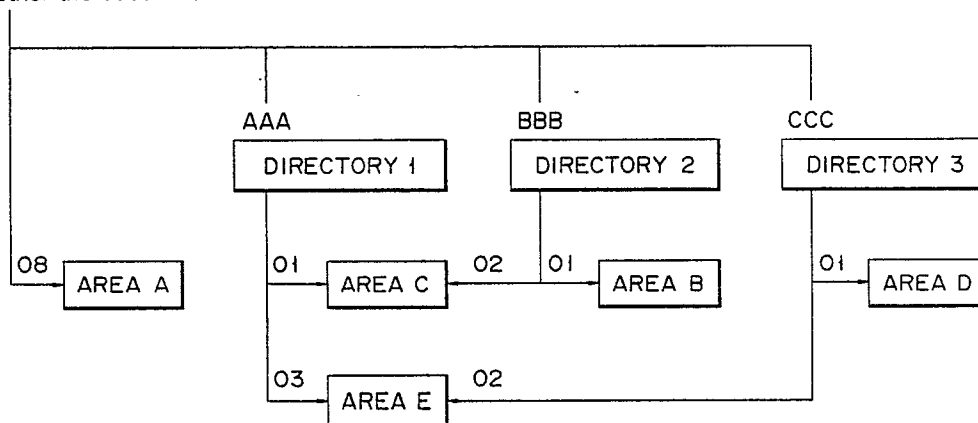 AAA BBB CCC
DIRECTORY 1 DIRECTORY 2 DIRECTORY 3
08 AREA A 01 AREA C 02 01 AREA B 01 AREA D
03 AREA E 02